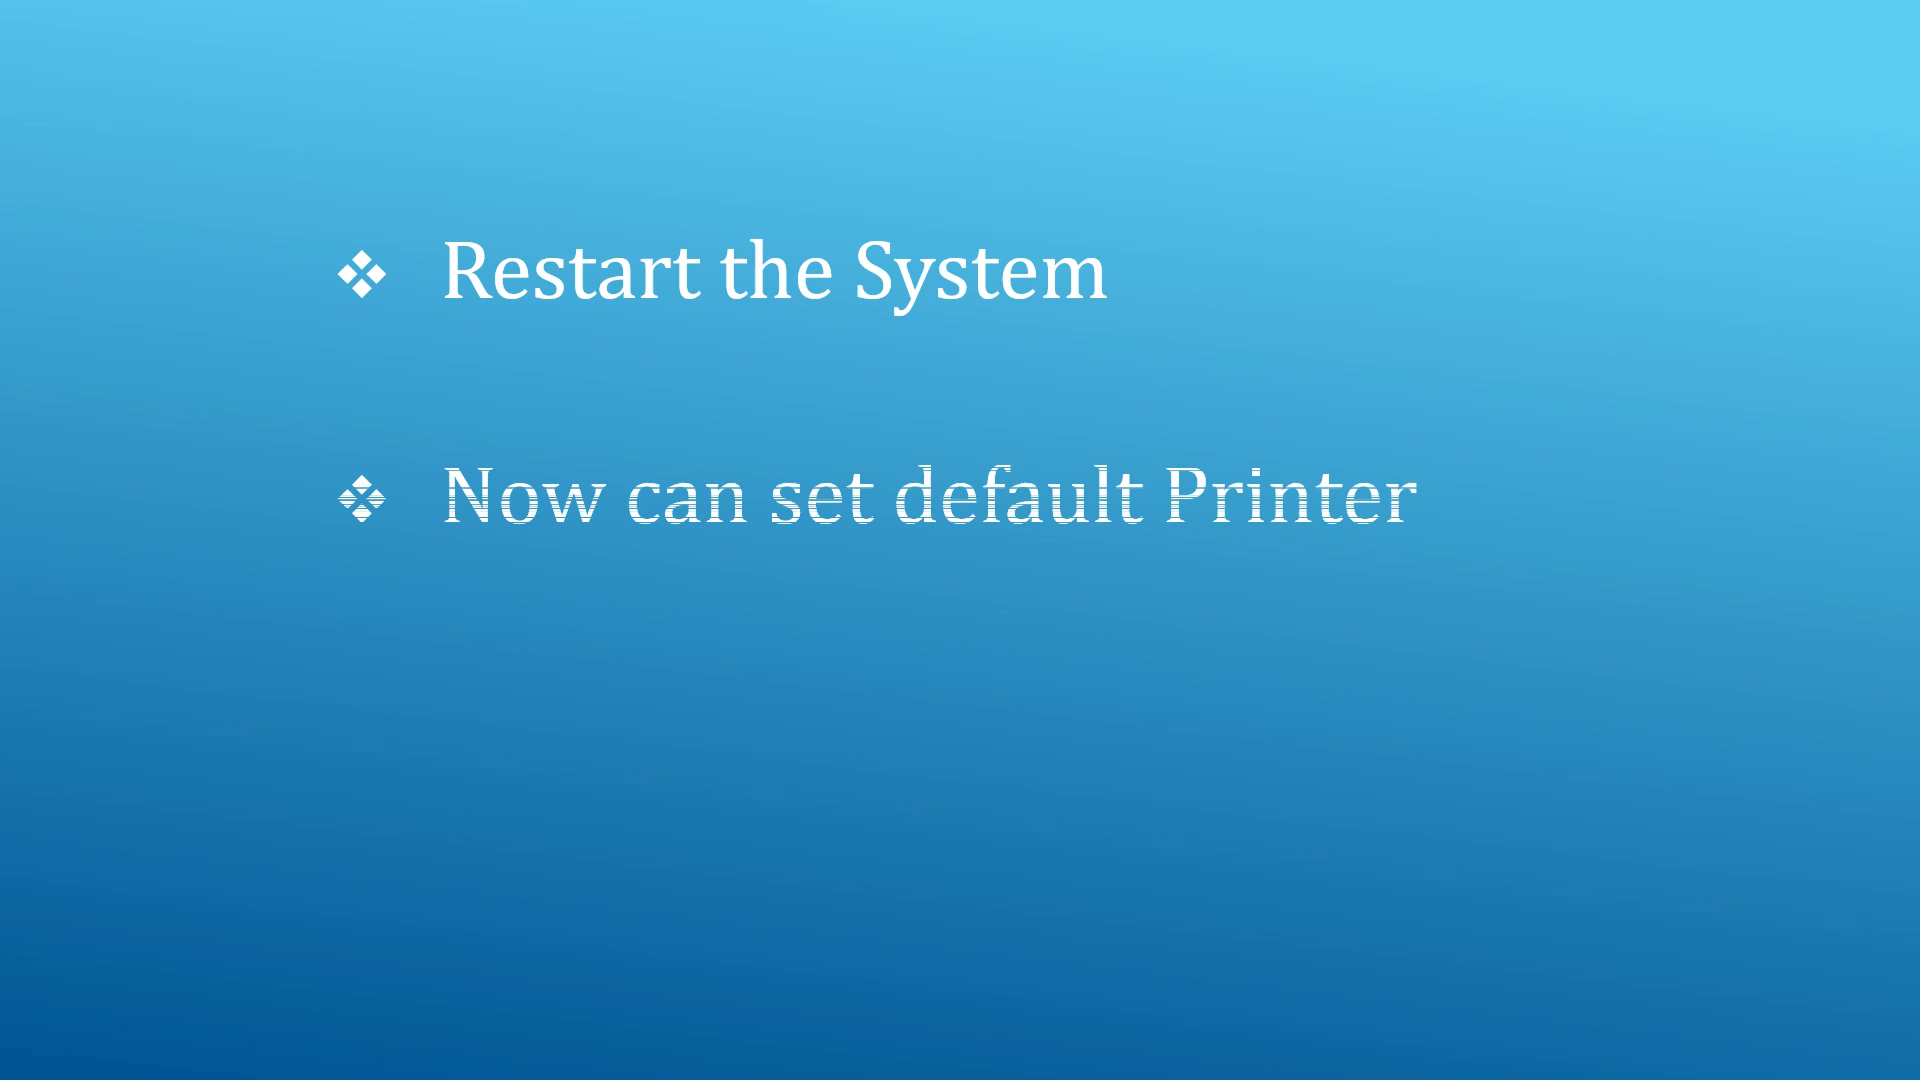 ❖ Restart the System
❖ Now can set default Printer